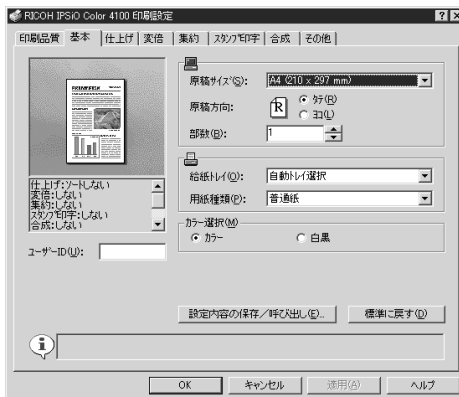 RICOH IPSiO Color 4100 印刷設定
印刷品質 基本 仕上げ 変倍 集約 スタンプ印字 合成 その他
原稿サイズ(S): A4 (210 x 297 mm)
原稿方向: タテ(R)
ヨコ(L)
部数(B): 1
給紙トレイ(O): 自動トレイ選択
用紙種類(P): 普通紙
仕上げ:ソートしない
変倍:しない
集約:しない
スタンプ印字:しない
合成:しない
カラー選択(M)
カラー 白黒
ユーザーID(U):
設定内容の保存/呼び出し(E)... 標準に戻す(D)
OK キャンセル 適用(A) ヘルプ